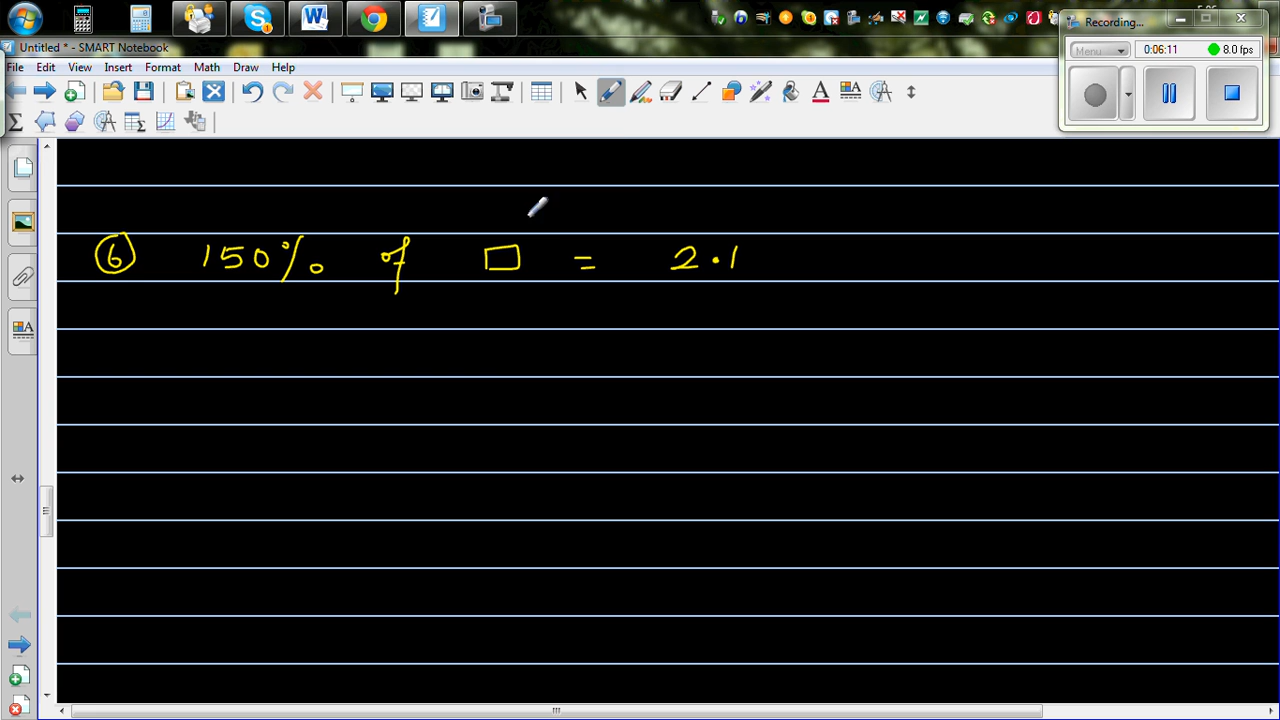 Recording...
Untitled * - SMART Notebook
Menu
0:06:11
8.0 fps
File Edit View Insert Format Math Draw Help
⑥ 150% of □ = 2.1